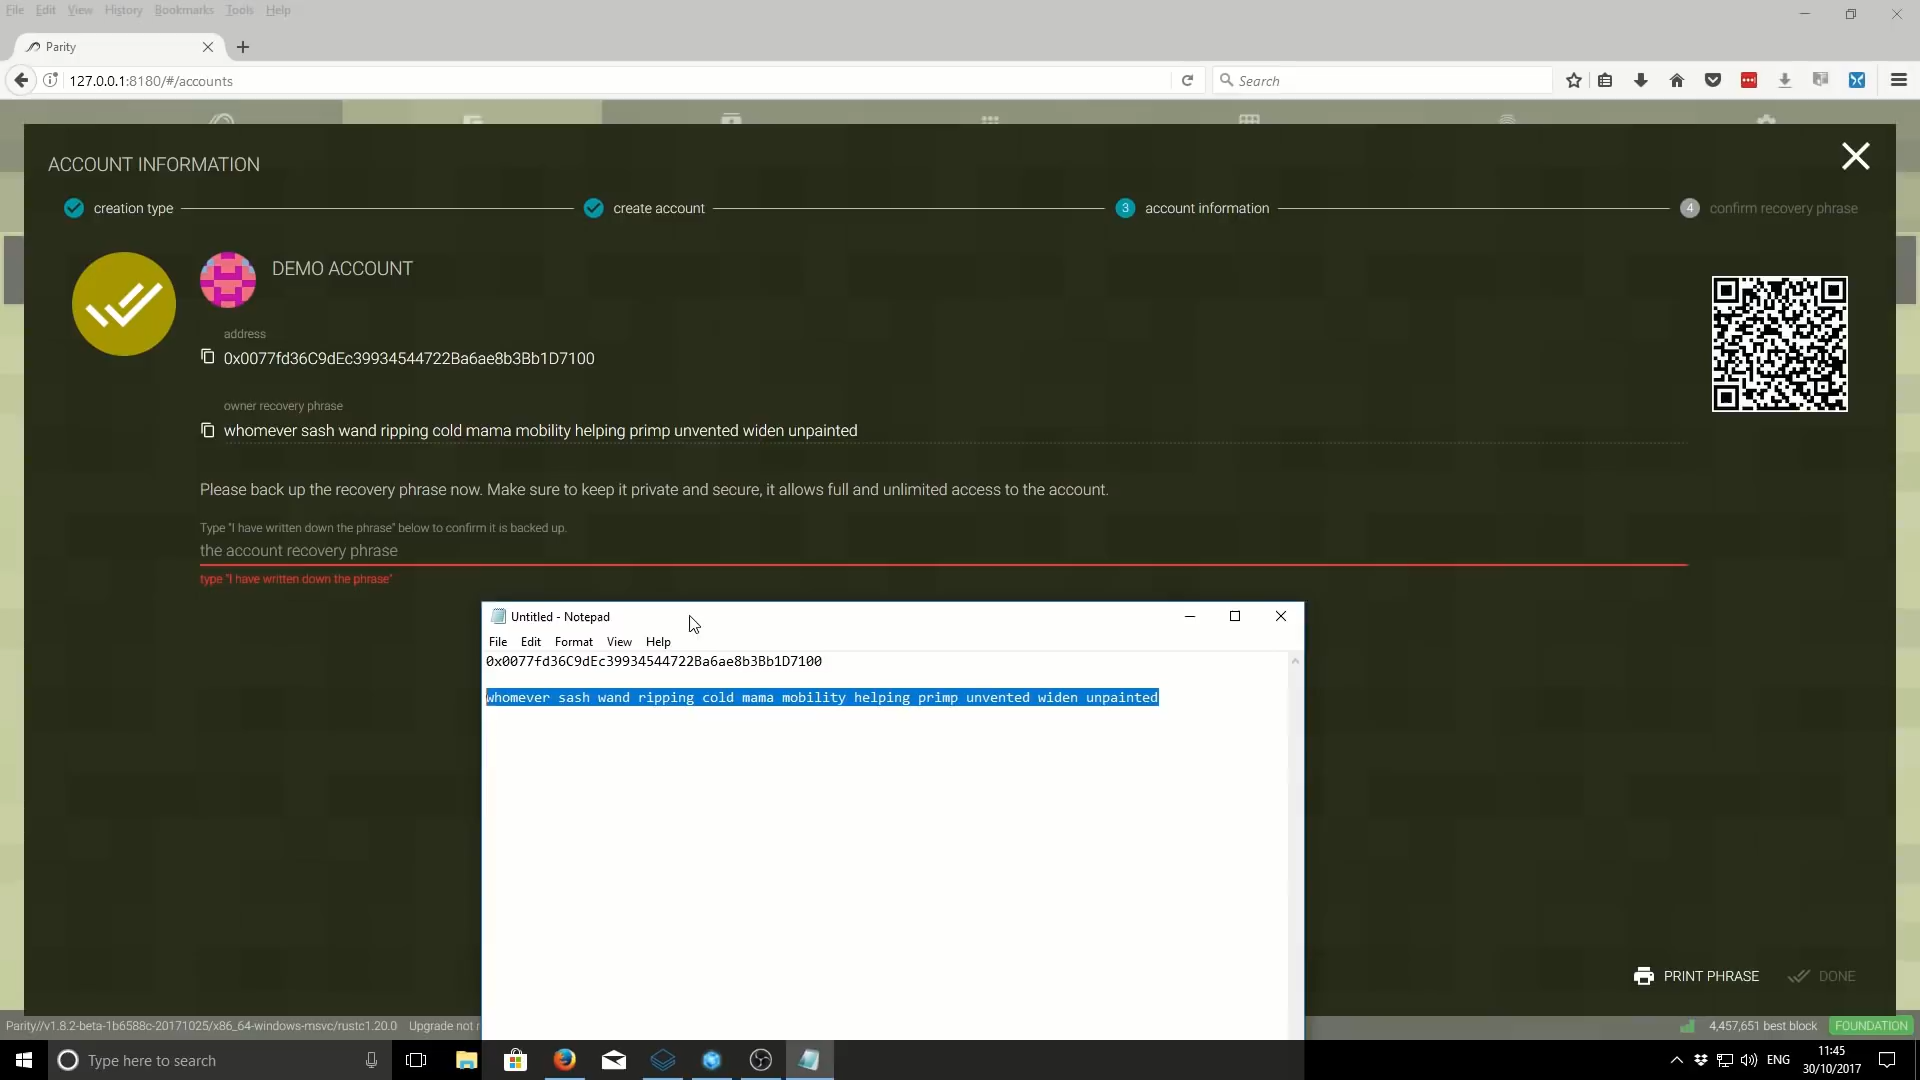 File Edit View History Bookmarks Tools Help
Parity
127.0.0.1:8180/#/accounts
Search
ACCOUNT INFORMATION
creation type
create account
3 account information
4 confirm recovery phrase
DEMO ACCOUNT
address
0x0077fd36C9dEc39934544722Ba6ae8b3Bb1D7100
owner recovery phrase
whomever sash wand ripping cold mama mobility helping primp unvented widen unpainted
Please back up the recovery phrase now. Make sure to keep it private and secure, it allows full and unlimited access to the account.
Type "I have written down the phrase" below to confirm it is backed up.
the account recovery phrase
type "I have written down the phrase"
Untitled - Notepad
File Edit Format View Help
0x0077fd36C9dEc39934544722Ba6ae8b3Bb1D7100
whomever sash wand ripping cold mama mobility helping primp unvented widen unpainted
PRINT PHRASE
DONE
Parity//v1.8.2-beta-1b6588c-20171025/x86_64-windows-msvc/rustc1.20.0 Upgrade not
4,457,651 best block FOUNDATION
Type here to search
ENG
11:45
30/10/2017